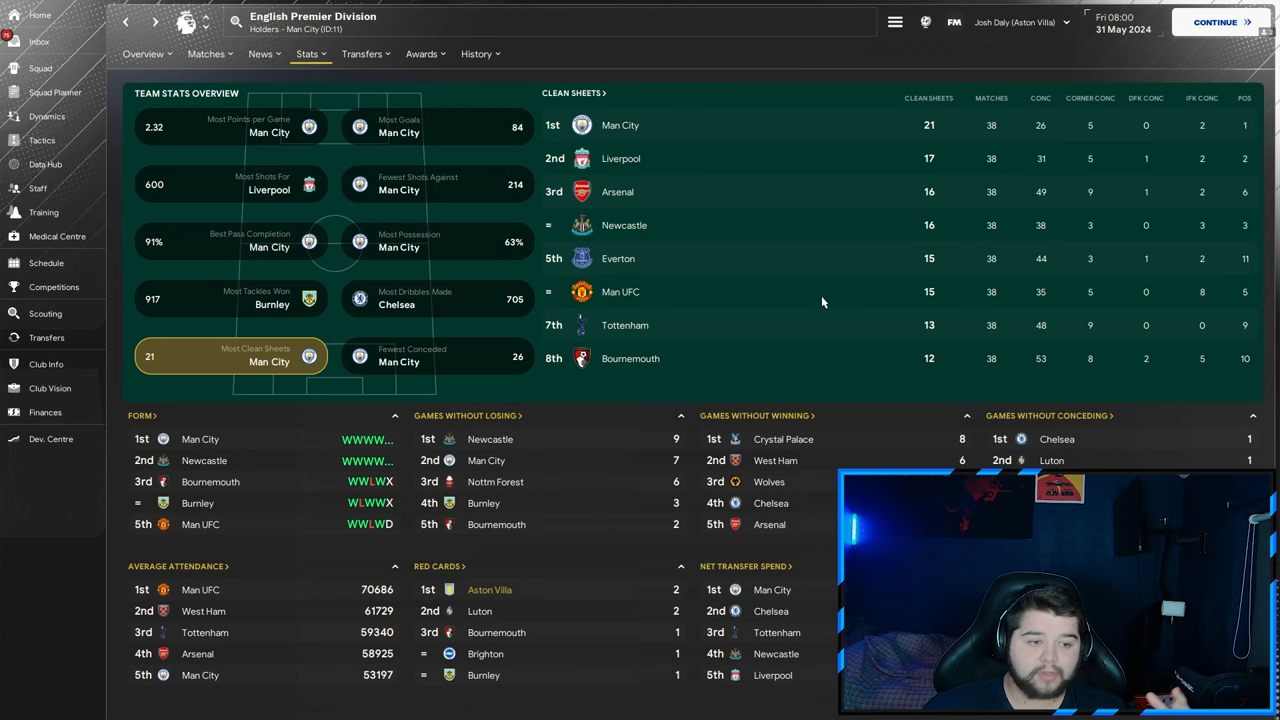 Home
75
Inbox
Squad
Squad Planner
Dynamics
Tactics
Data Hub
Staff
Training
Medical Centre
Schedule
Competitions
Scouting
Transfers
Club Info
Club Vision
Finances
Dev. Centre
English Premier Division
Holders - Man City (ID:11)
FM
Josh Daly (Aston Villa)
Fri 08:00
31 May 2024
CONTINUE
2
Overview
Matches
News
Stats
Transfers
Awards
History
TEAM STATS OVERVIEW
2.32 Most Points per Game Man City
Most Goals Man City 84
600 Most Shots For Liverpool
Fewest Shots Against Man City 214
91% Best Pass Completion Man City
Most Possession Man City 63%
917 Most Tackles Won Burnley
Most Dribbles Made Chelsea 705
21 Most Clean Sheets Man City
Fewest Conceded Man City 26
CLEAN SHEETS > CLEAN SHEETS MATCHES CONC CORNER CONC DFK CONC IFK CONC POS
1st Man City 21 38 26 5 0 2 1
2nd Liverpool 17 38 31 5 1 2 2
3rd Arsenal 16 38 49 9 1 2 6
= Newcastle 16 38 38 3 0 3 3
5th Everton 15 38 44 3 1 2 11
= Man UFC 15 38 35 5 0 8 5
7th Tottenham 13 38 48 9 0 0 9
8th Bournemouth 12 38 53 8 2 5 10
FORM >
1st Man City WWWW...
2nd Newcastle WWWW...
3rd Bournemouth WWLWX
= Burnley WLWWX
5th Man UFC WWLWD
GAMES WITHOUT LOSING >
1st Newcastle 9
2nd Man City 7
3rd Nottm Forest 6
4th Burnley 3
5th Bournemouth 2
GAMES WITHOUT WINNING >
1st Crystal Palace 8
2nd West Ham 6
3rd Wolves
4th Chelsea
5th Arsenal
GAMES WITHOUT CONCEDING >
1st Chelsea 1
2nd Luton 1
AVERAGE ATTENDANCE >
1st Man UFC 70686
2nd West Ham 61729
3rd Tottenham 59340
4th Arsenal 58925
5th Man City 53197
RED CARDS >
1st Aston Villa 2
2nd Luton 2
3rd Bournemouth 1
= Brighton 1
= Burnley 1
NET TRANSFER SPEND >
1st Man City
2nd Chelsea
3rd Tottenham
4th Newcastle
5th Liverpool